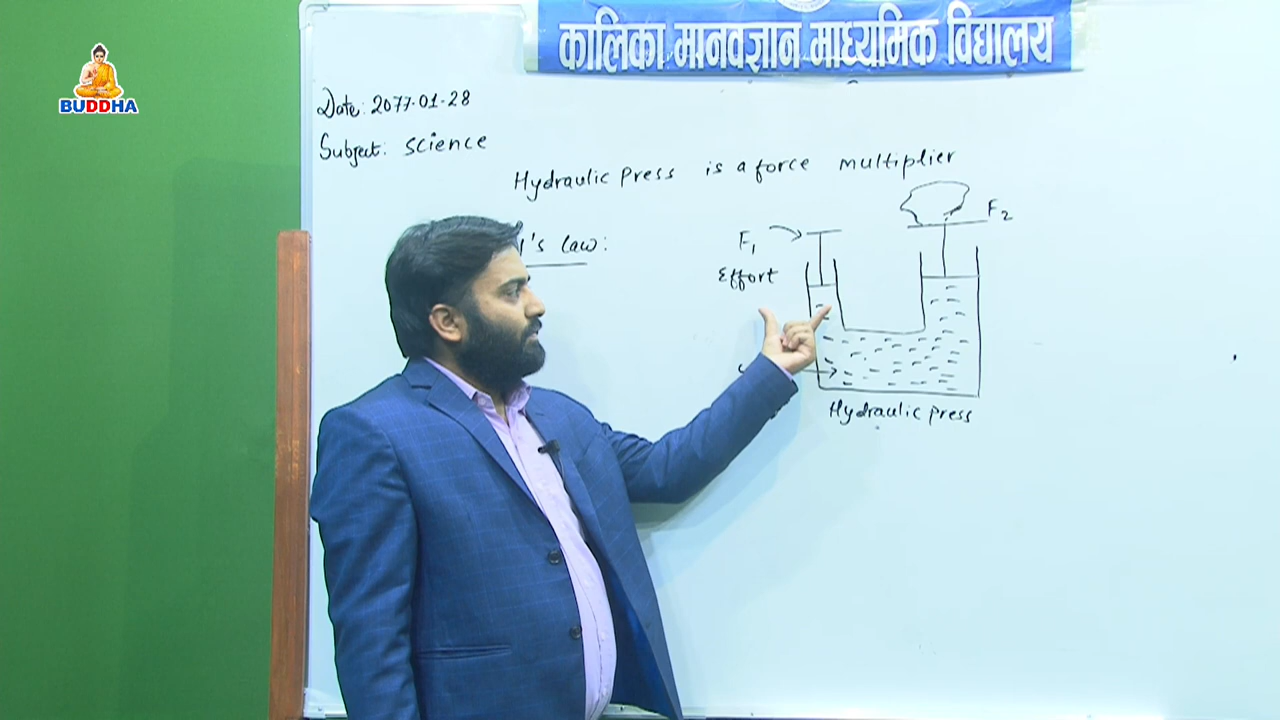 BUDDHA
कालिका मानवज्ञान माध्यमिक विद्यालय
Date: 2077-01-28
Subject: science
Hydraulic press is a force multiplier
's law:
F1
Effort
F2
Hydraulic press